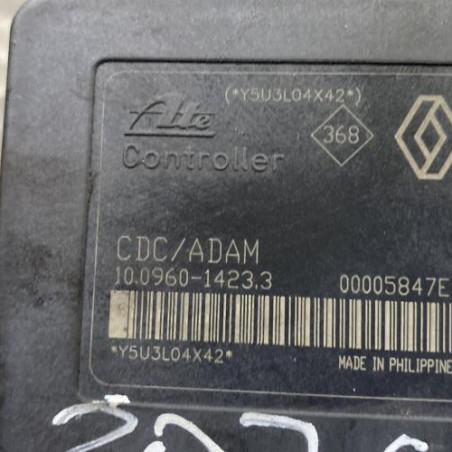 (*Y5U3L04X42*)
Ate
368
Controller
CDC/ADAM
10.0960-1423.3 00005847E
*Y5U3L04X42*
MADE IN PHILIPPINE